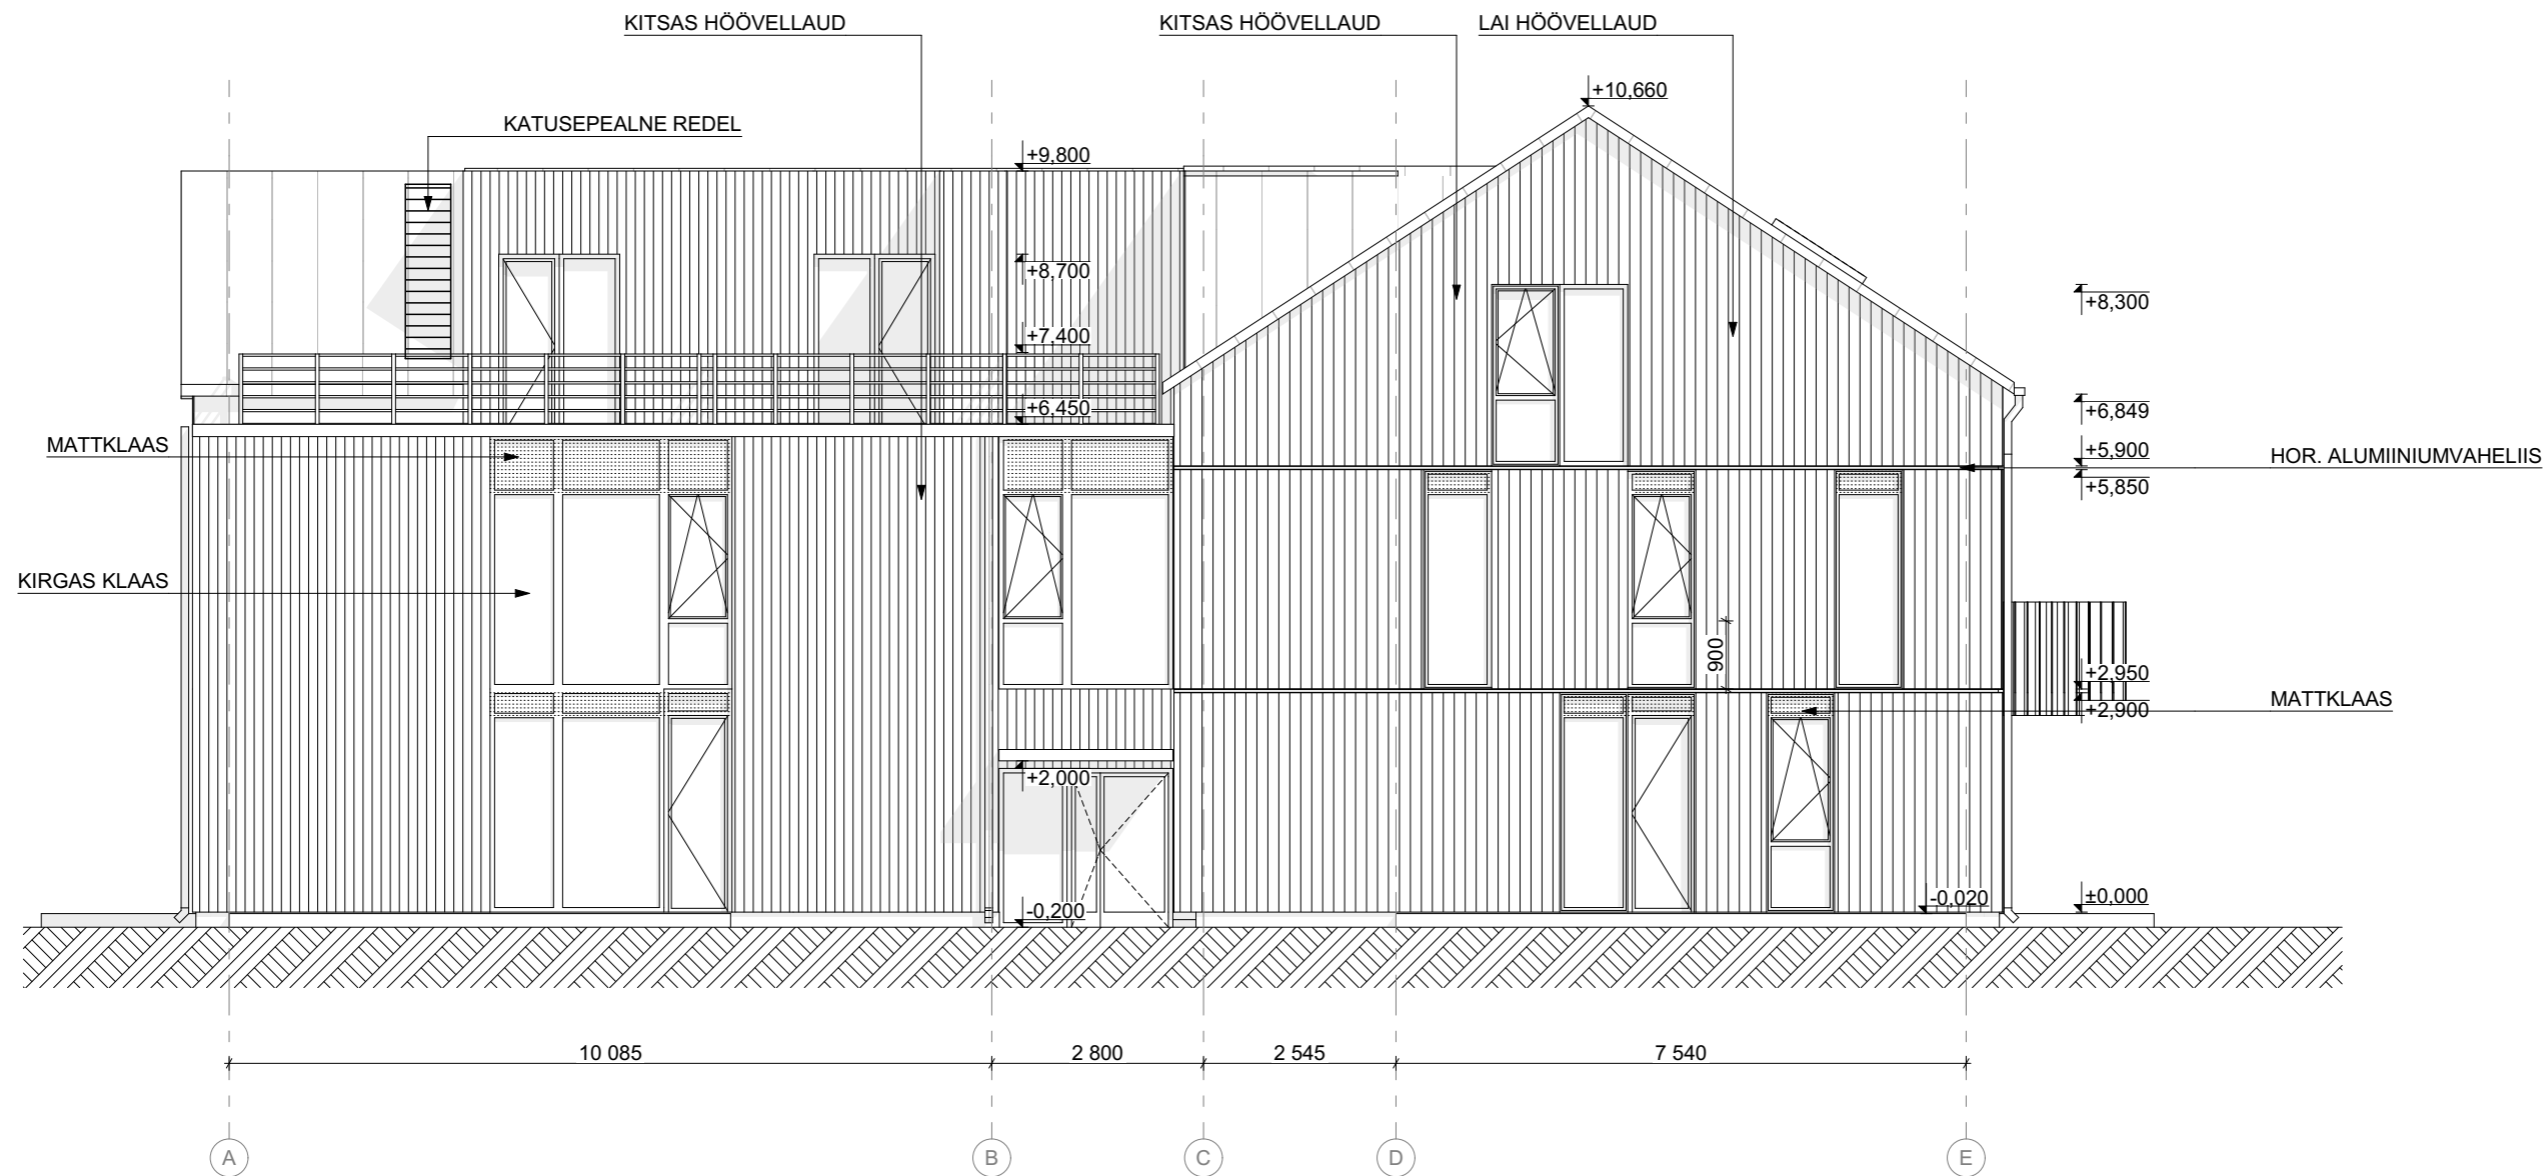 KITSAS HÖÖVELLAUD
KITSAS HÖÖVELLAUD
LAI HÖÖVELLAUD
+10,660
KATUSEPEALNE REDEL
+9,800
+8,700
+8,300
+7,400
+6,450
+6,849
MATTKLAAS
+5,900
HOR. ALUMIINIUMVAHELIIS
+5,850
KIRGAS KLAAS
900
+2,950
MATTKLAAS
+2,900
+2,000
-0,200
-0,020
±0,000
10 085
2 800
2 545
7 540
A
B
C
D
E